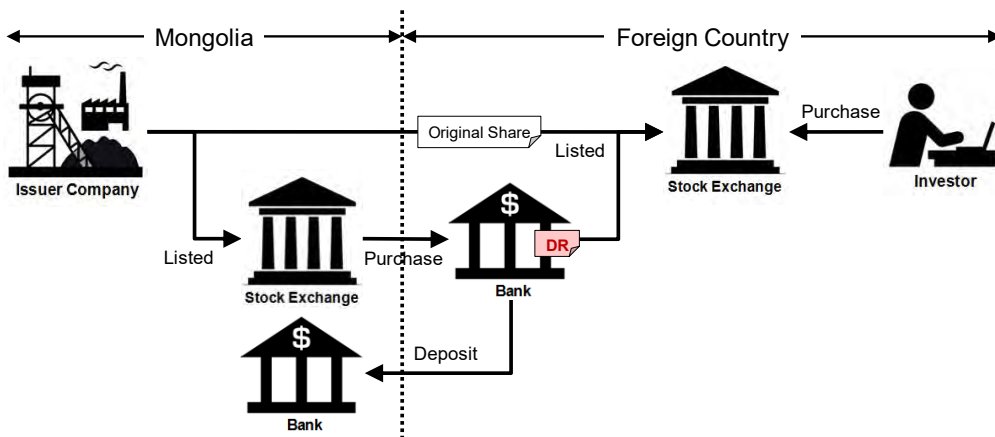 Mongolia
Foreign Country
Original Share
Listed
Purchase
Issuer Company
Stock Exchange
Investor
Listed
Purchase
$
DR
Stock Exchange
Bank
$
Deposit
Bank